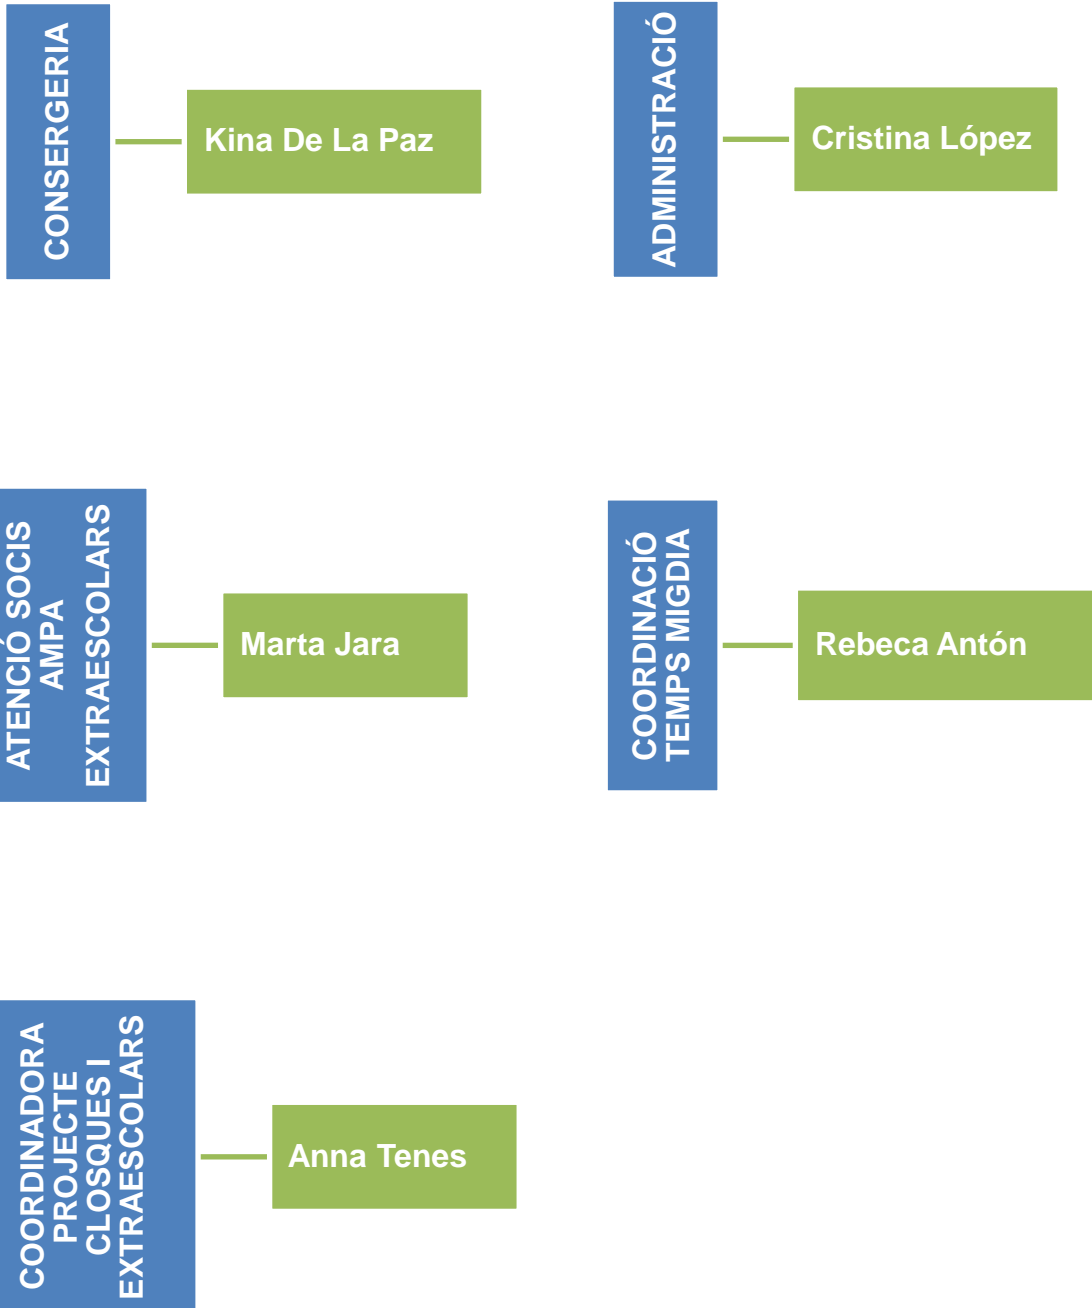 CONSERGERIA
Kina De La Paz
ADMINISTRACIÓ
Cristina López
ATENCIÓ SOCIS
AMPA
EXTRAESCOLARS
Marta Jara
COORDINACIÓ
TEMPS MIGDIA
Rebeca Antón
COORDINADORA
PROJECTE
CLOSQUES I
EXTRAESCOLARS
Anna Tenes